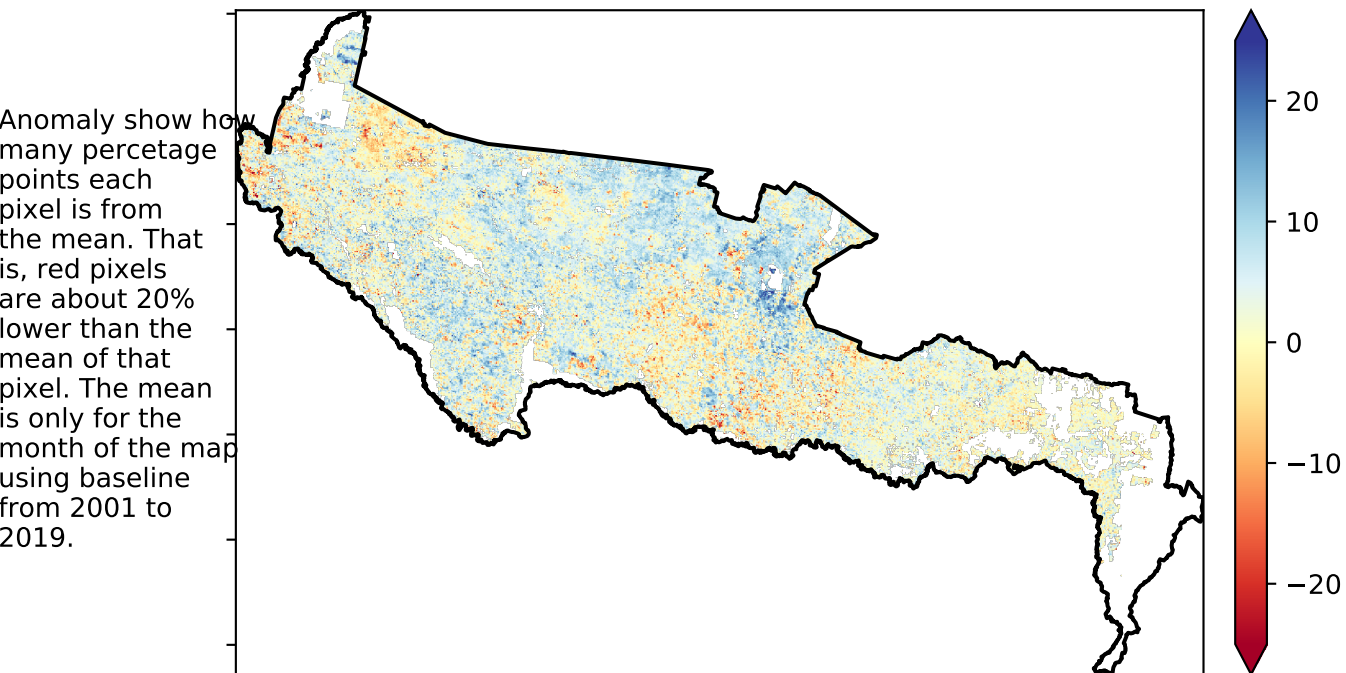 Anomaly show how
many percetage
points each
pixel is from
the mean. That
is, red pixels
are about 20%
lower than the
mean of that
pixel. The mean
is only for the
month of the map
using baseline
from 2001 to
2019.
20
10
0
−10
−20